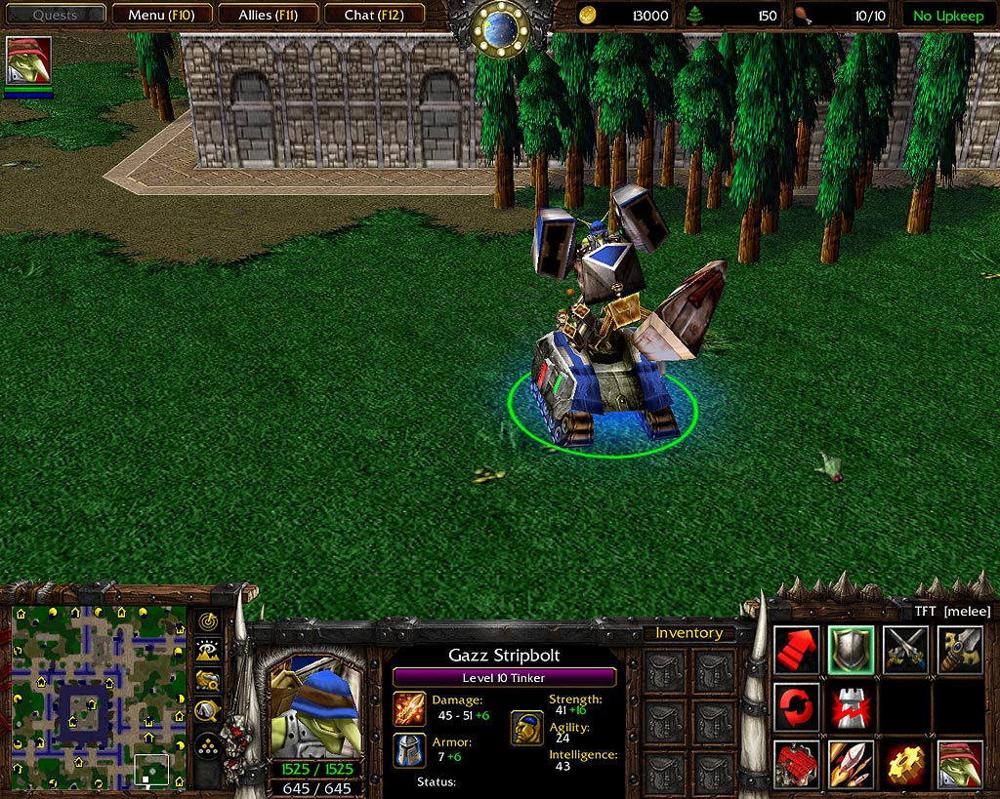 Quests
Menu (F10)
Allies (F11)
Chat (F12)
13000
150
10/10
No Upkeep
TFT [melee]
Gazz Stripbolt
Level 10 Tinker
Damage:
45 - 51 +6
Armor:
7 +6
Strength:
41 +16
Agility:
24
Intelligence:
43
Status:
1525 / 1525
645 / 645
Inventory